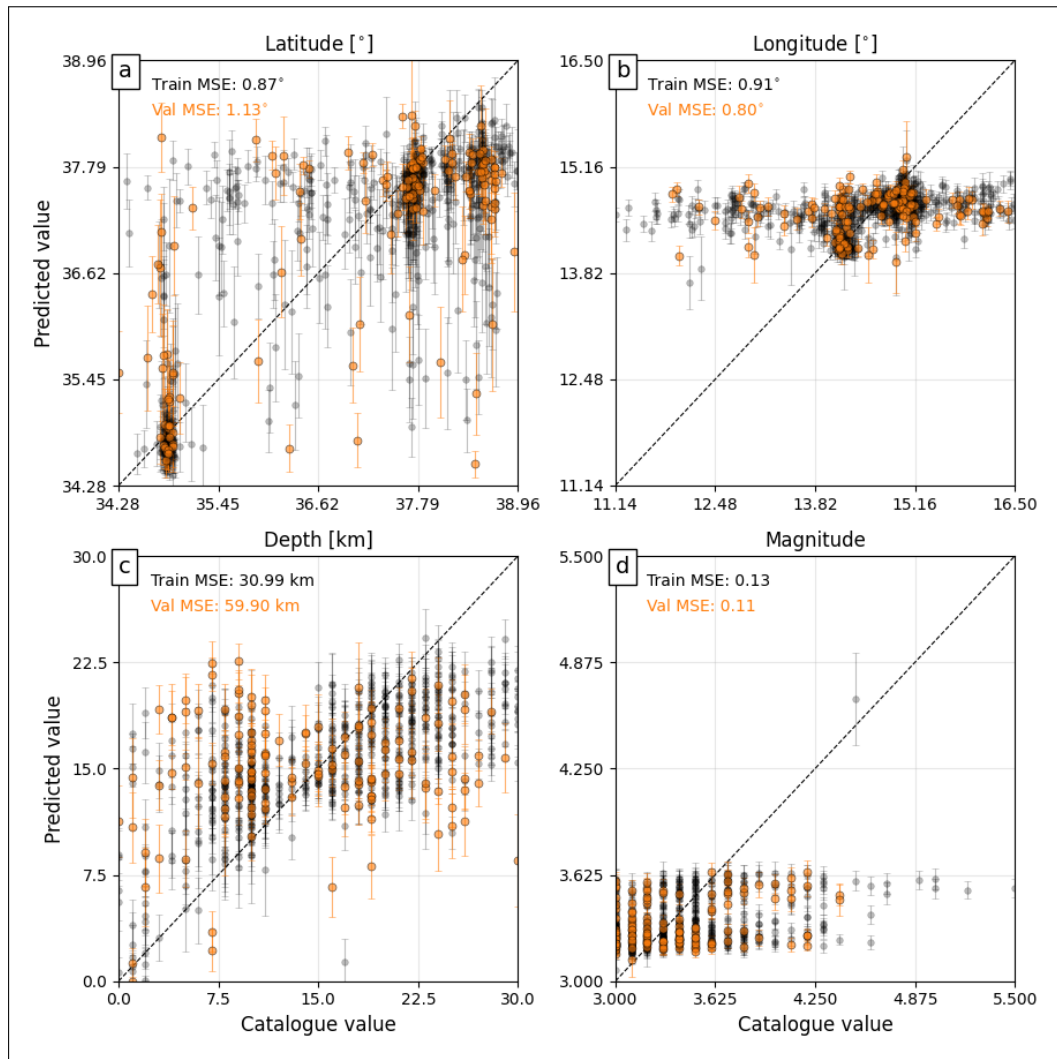 Latitude [°]
a
Train MSE: 0.87°
Val MSE: 1.13°
38.96
37.79
36.62
35.45
34.28
34.28 35.45 36.62 37.79 38.96
Predicted value
Longitude [°]
b
Train MSE: 0.91°
Val MSE: 0.80°
16.50
15.16
13.82
12.48
11.14
11.14 12.48 13.82 15.16 16.50
Depth [km]
c
Train MSE: 30.99 km
Val MSE: 59.90 km
30.0
22.5
15.0
7.5
0.0
0.0 7.5 15.0 22.5 30.0
Predicted value
Catalogue value
Magnitude
d
Train MSE: 0.13
Val MSE: 0.11
5.500
4.875
4.250
3.625
3.000
3.000 3.625 4.250 4.875 5.500
Catalogue value